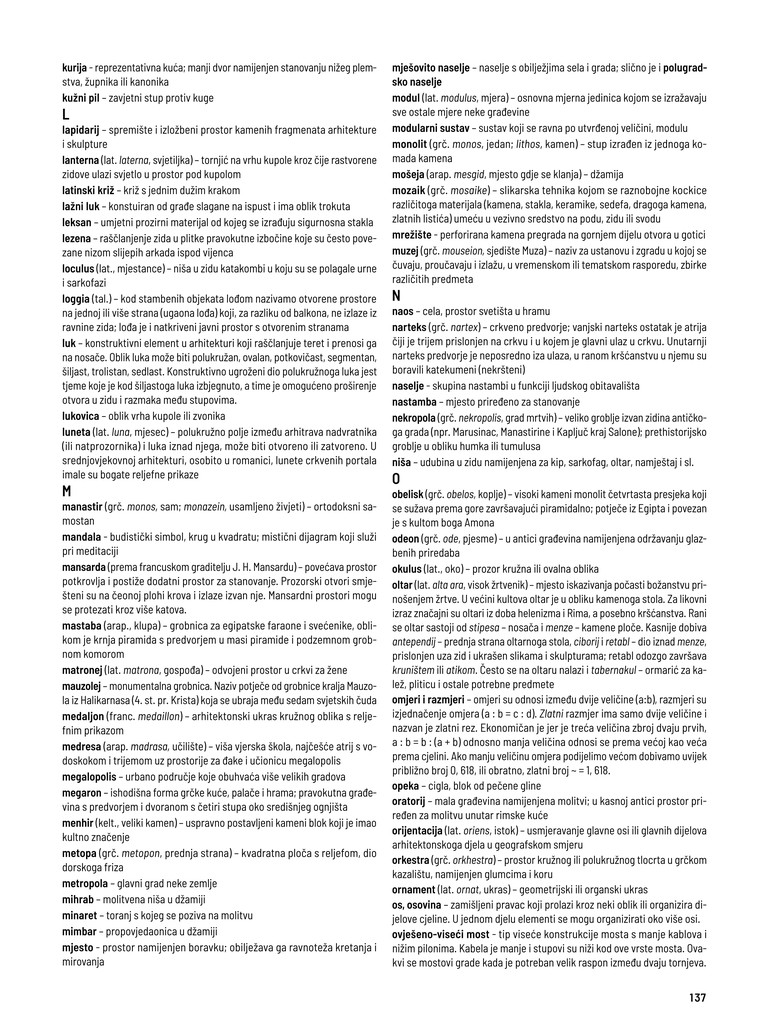 kurija - reprezentativna kuća; manji dvor namijenjen stanovanju nižeg plem-
stva, župnika ili kanonika
kužni pil – zavjetni stup protiv kuge
L
lapidarij – spremište i izložbeni prostor kamenih fragmenata arhitekture
i skulpture
lanterna (lat. laterna, svjetiljka) – tornjić na vrhu kupole kroz čije rastvorene
zidove ulazi svjetlo u prostor pod kupolom
latinski križ – križ s jednim dužim krakom
lažni luk – konstuiran od građe slagane na ispust i ima oblik trokuta
leksan – umjetni prozirni materijal od kojeg se izrađuju sigurnosna stakla
lezena – raščlanjenje zida u plitke pravokutne izbočine koje su često pove-
zane nizom slijepih arkada ispod vijenca
loculus (lat., mjestance) – niša u zidu katakombi u koju su se polagale urne
i sarkofazi
loggia (tal.) – kod stambenih objekata lođom nazivamo otvorene prostore
na jednoj ili više strana (ugaona lođa) koji, za razliku od balkona, ne izlaze iz
ravnine zida; lođa je i natkriveni javni prostor s otvorenim stranama
luk – konstruktivni element u arhitekturi koji raščlanjuje teret i prenosi ga
na nosače. Oblik luka može biti polukružan, ovalan, potkovičast, segmentan,
šiljast, trolistan, sedlast. Konstruktivno ugroženi dio polukružnoga luka jest
tjeme koje je kod šiljastoga luka izbjegnuto, a time je omogućeno proširenje
otvora u zidu i razmaka među stupovima.
lukovica – oblik vrha kupole ili zvonika
luneta (lat. luna, mjesec) – polukružno polje između arhitrava nadvratnika
(ili natprozornika) i luka iznad njega, može biti otvoreno ili zatvoreno. U
srednjovjekovnoj arhitekturi, osobito u romanici, lunete crkvenih portala
imale su bogate reljefne prikaze
M
manastir (grč. monos, sam; monazein, usamljeno živjeti) – ortodoksni sa-
mostan
mandala - budistički simbol, krug u kvadratu; mistični dijagram koji služi
pri meditaciji
mansarda (prema francuskom graditelju J. H. Mansardu) – povećava prostor
potkrovlja i postiže dodatni prostor za stanovanje. Prozorski otvori smje-
šteni su na čeonoj plohi krova i izlaze izvan nje. Mansardni prostori mogu
se protezati kroz više katova.
mastaba (arap., klupa) – grobnica za egipatske faraone i svećenike, obli-
kom je krnja piramida s predvorjem u masi piramide i podzemnom grob-
nom komorom
matronej (lat. matrona, gospođa) – odvojeni prostor u crkvi za žene
mauzolej – monumentalna grobnica. Naziv potječe od grobnice kralja Mauzo-
la iz Halikarnasa (4. st. pr. Krista) koja se ubraja među sedam svjetskih čuda
medaljon (franc. medaillon) – arhitektonski ukras kružnog oblika s relje-
fnim prikazom
medresa (arap. madrasa, učilište) – viša vjerska škola, najčešće atrij s vo-
doskokom i trijemom uz prostorije za đake i učionicu megalopolis
megalopolis – urbano područje koje obuhvaća više velikih gradova
megaron – ishodišna forma grčke kuće, palače i hrama; pravokutna građe-
vina s predvorjem i dvoranom s četiri stupa oko središnjeg ognjišta
menhir (kelt., veliki kamen) – uspravno postavljeni kameni blok koji je imao
kultno značenje
metopa (grč. metopon, prednja strana) – kvadratna ploča s reljefom, dio
dorskoga friza
metropola – glavni grad neke zemlje
mihrab – molitvena niša u džamiji
minaret – toranj s kojeg se poziva na molitvu
mimbar – propovjedaonica u džamiji
mjesto – prostor namijenjen boravku; obilježava ga ravnoteža kretanja i
mirovanja
mješovito naselje – naselje s obilježjima sela i grada; slično je i polugrad-
sko naselje
modul (lat. modulus, mjera) – osnovna mjerna jedinica kojom se izražavaju
sve ostale mjere neke građevine
modularni sustav – sustav koji se ravna po utvrđenoj veličini, modulu
monolit (grč. monos, jedan; lithos, kamen) – stup izrađen iz jednoga ko-
mada kamena
mošeja (arap. mesgid, mjesto gdje se klanja) – džamija
mozaik (grč. mosaike) – slikarska tehnika kojom se raznobojne kockice
različitoga materijala (kamena, stakla, keramike, sedefa, dragoga kamena,
zlatnih listića) umeću u vezivno sredstvo na podu, zidu ili svodu
mrežište - perforirana kamena pregrada na gornjem dijelu otvora u gotici
muzej (grč. mouseion, sjedište Muza) – naziv za ustanovu i zgradu u kojoj se
čuvaju, proučavaju i izlažu, u vremenskom ili tematskom rasporedu, zbirke
različitih predmeta
N
naos – cela, prostor svetišta u hramu
narteks (grč. nartex) – crkveno predvorje; vanjski narteks ostatak je atrija
čiji je trijem prislonjen na crkvu i u kojem je glavni ulaz u crkvu. Unutarnji
narteks predvorje je neposredno iza ulaza, u ranom kršćanstvu u njemu su
boravili katekumeni (nekršteni)
naselje - skupina nastambi u funkciji ljudskog obitavališta
nastamba – mjesto priređeno za stanovanje
nekropola (grč. nekropolis, grad mrtvih) – veliko groblje izvan zidina antičko-
ga grada (npr. Marusinac, Manastirine i Kapljuč kraj Salone); prethistorijsko
groblje u obliku humka ili tumulusa
niša – udubina u zidu namijenjena za kip, sarkofag, oltar, namještaj i sl.
O
obelisk (grč. obelos, koplje) – visoki kameni monolit četvrtasta presjeka koji
se sužava prema gore završavajući piramidalno; potječe iz Egipta i povezan
je s kultom boga Amona
odeon (grč. ode, pjesme) – u antici građevina namijenjena održavanju glaz-
benih priredaba
okulus (lat., oko) – prozor kružna ili ovalna oblika
oltar (lat. alta ara, visok žrtvenik) – mjesto iskazivanja počasti božanstvu pri-
nošenjem žrtve. U većini kultova oltar je u obliku kamenoga stola. Za likovni
izraz značajni su oltari iz doba helenizma i Rima, a posebno kršćanstva. Rani
se oltar sastoji od stipesa – nosača i menze – kamene ploče. Kasnije dobiva
antependij – prednja strana oltarnoga stola, ciborij i retabl – dio iznad menze,
prislonjen uza zid i ukrašen slikama i skulpturama; retabl odozgo završava
kruništem ili atikom. Često se na oltaru nalazi i tabernakul – ormarić za ka-
lež, pliticu i ostale potrebne predmete
omjeri i razmjeri – omjeri su odnosi između dvije veličine (a:b), razmjeri su
izjednačenje omjera (a : b = c : d). Zlatni razmjer ima samo dvije veličine i
nazvan je zlatni rez. Ekonomičan je jer je treća veličina zbroj dvaju prvih,
a : b = b : (a + b) odnosno manja veličina odnosi se prema većoj kao veća
prema cjelini. Ako manju veličinu omjera podijelimo većom dobivamo uvijek
približno broj 0, 618, ili obratno, zlatni broj ~ = 1, 618.
opeka – cigla, blok od pečene gline
oratorij – mala građevina namijenjena molitvi; u kasnoj antici prostor pri-
ređen za molitvu unutar rimske kuće
orijentacija (lat. oriens, istok) – usmjeravanje glavne osi ili glavnih dijelova
arhitektonskoga djela u geografskom smjeru
orkestra (grč. orkhestra) – prostor kružnog ili polukružnog tlocrta u grčkom
kazalištu, namijenjen glumcima i koru
ornament (lat. ornat, ukras) – geometrijski ili organski ukras
os, osovina – zamišljeni pravac koji prolazi kroz neki oblik ili organizira di-
jelove cjeline. U jednom djelu elementi se mogu organizirati oko više osi.
ovješeno-viseći most - tip viseće konstrukcije mosta s manje kablova i
nižim pilonima. Kabela je manje i stupovi su niži kod ove vrste mosta. Ova-
kvi se mostovi grade kada je potreban velik raspon između dvaju tornjeva.
137